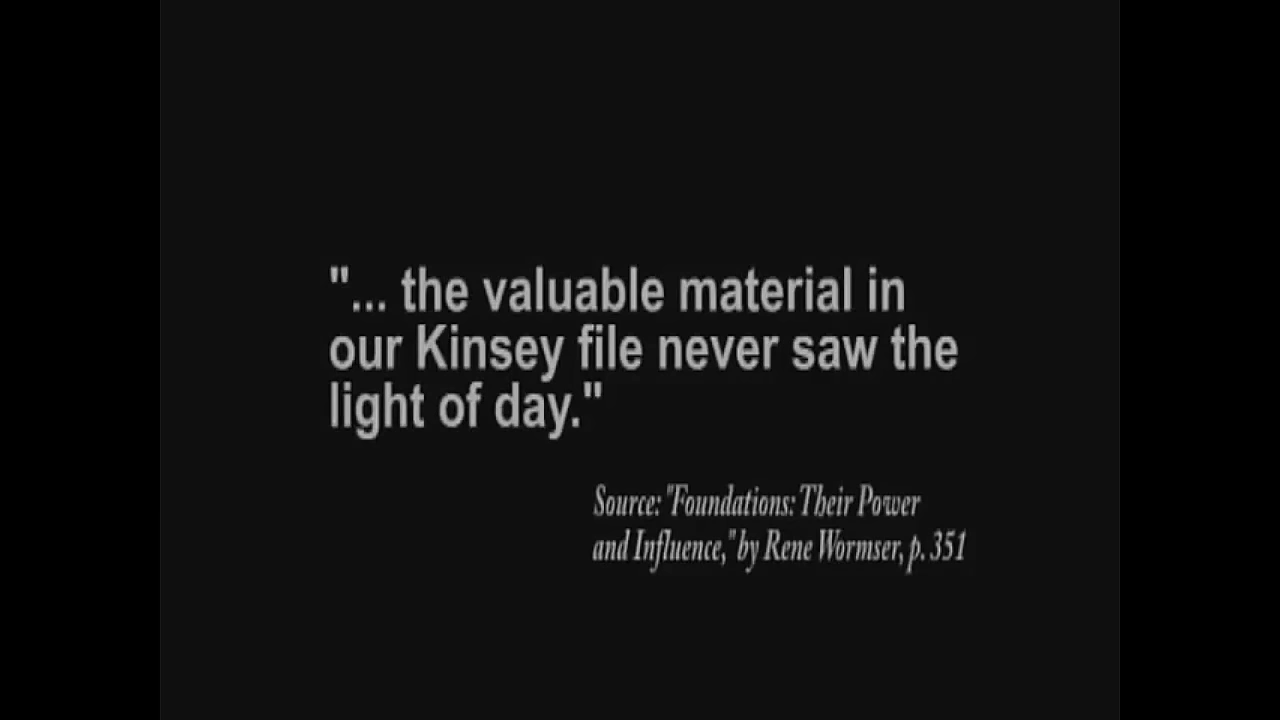 "... the valuable material in
our Kinsey file never saw the
light of day."
Source: "Foundations: Their Power
and Influence," by Rene Wormser, p. 351